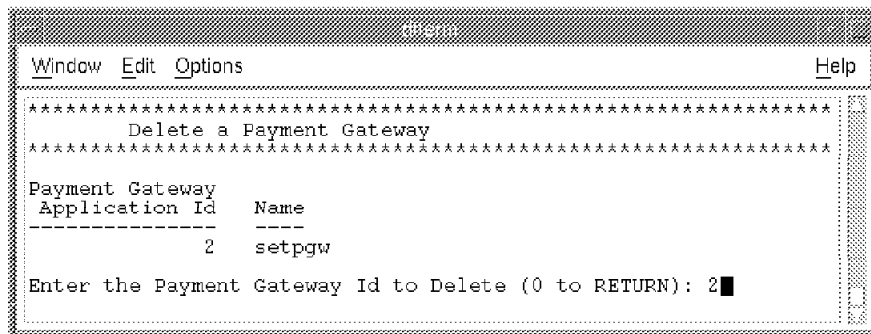 dtterm
Window Edit Options Help
****************************************************************
Delete a Payment Gateway
****************************************************************
Payment Gateway
Application Id Name
--------------- ----
2 setpgw
Enter the Payment Gateway Id to Delete (0 to RETURN): 2